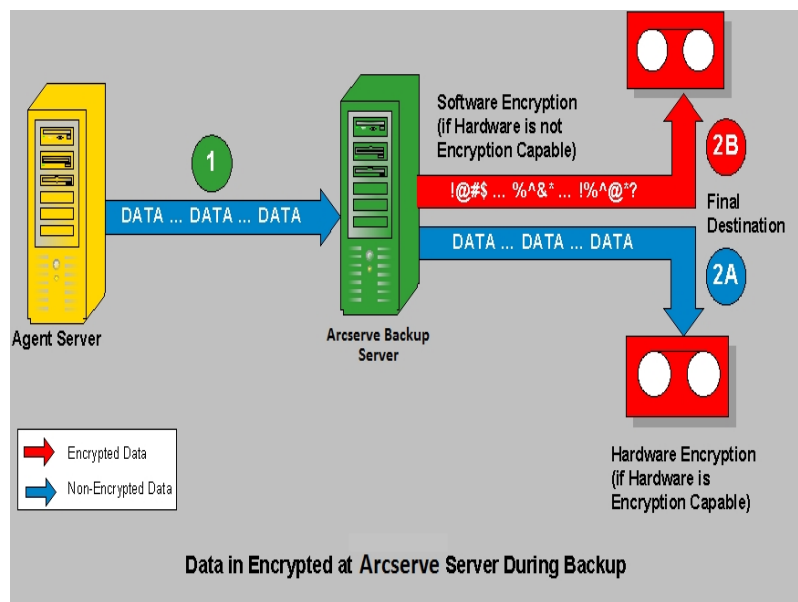 Software Encryption
(if Hardware is not
Encryption Capable)
1
2B
DATA ... DATA ... DATA
!@#$ ... %^&* ... !%^@*?
Final
Destination
DATA ... DATA ... DATA
2A
Agent Server
Arcserve Backup
Server
Encrypted Data
Non-Encrypted Data
Hardware Encryption
(if Hardware is
Encryption Capable)
Data in Encrypted at Arcserve Server During Backup